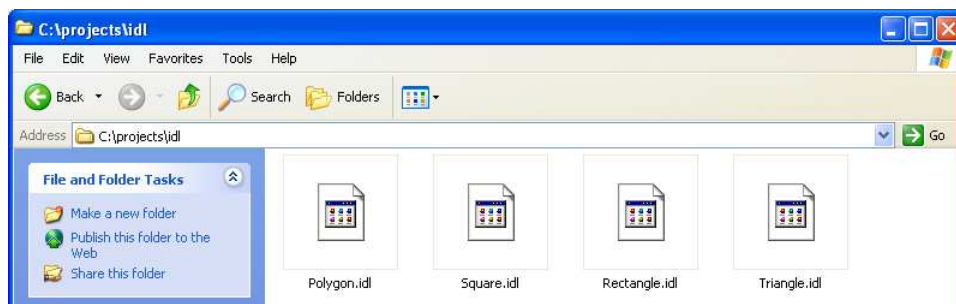 C:\projects\idl
File Edit View Favorites Tools Help
Back Search Folders
Address C:\projects\idl Go
File and Folder Tasks
Make a new folder
Publish this folder to the
Web
Share this folder
Polygon.idl Square.idl Rectangle.idl Triangle.idl